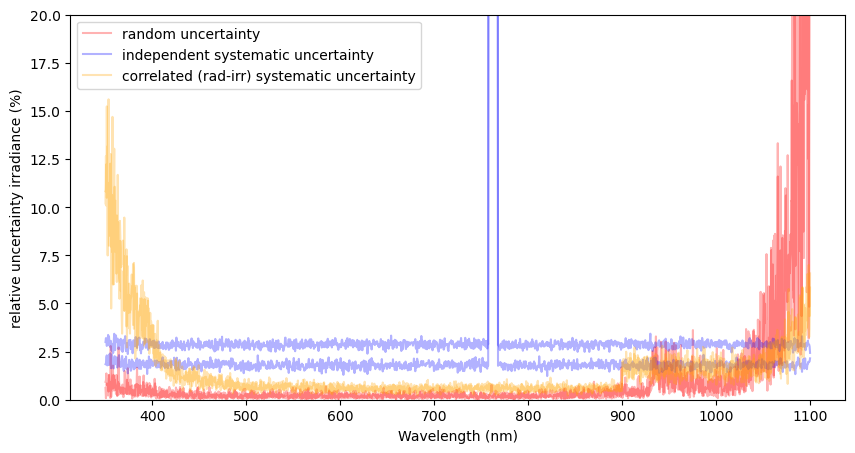 random uncertainty
independent systematic uncertainty
correlated (rad-irr) systematic uncertainty
relative uncertainty irradiance (%)
20.0
17.5
15.0
12.5
10.0
7.5
5.0
2.5
0.0
400 500 600 700 800 900 1000 1100
Wavelength (nm)